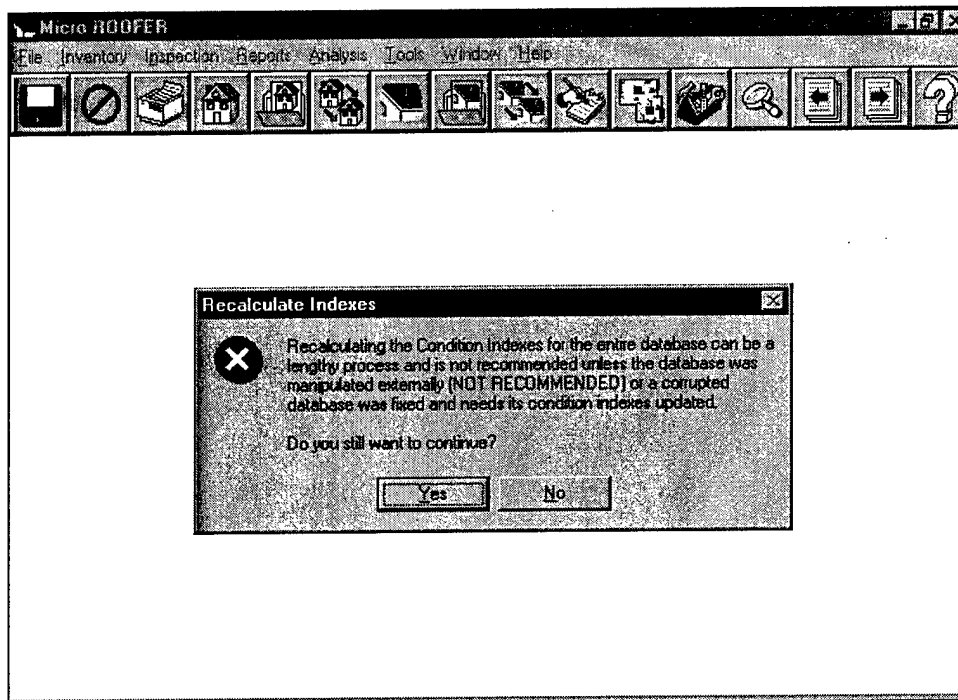 Micro ROOFER
File Inventory Inspection Reports Analysis Tools Window Help
Recalculate Indexes
Recalculating the Condition Indexes for the entire database can be a
lengthy process and is not recommended unless the database was
manipulated externally (NOT RECOMMENDED) or a corrupted
database was fixed and needs its condition indexes updated.
Do you still want to continue?
Yes No